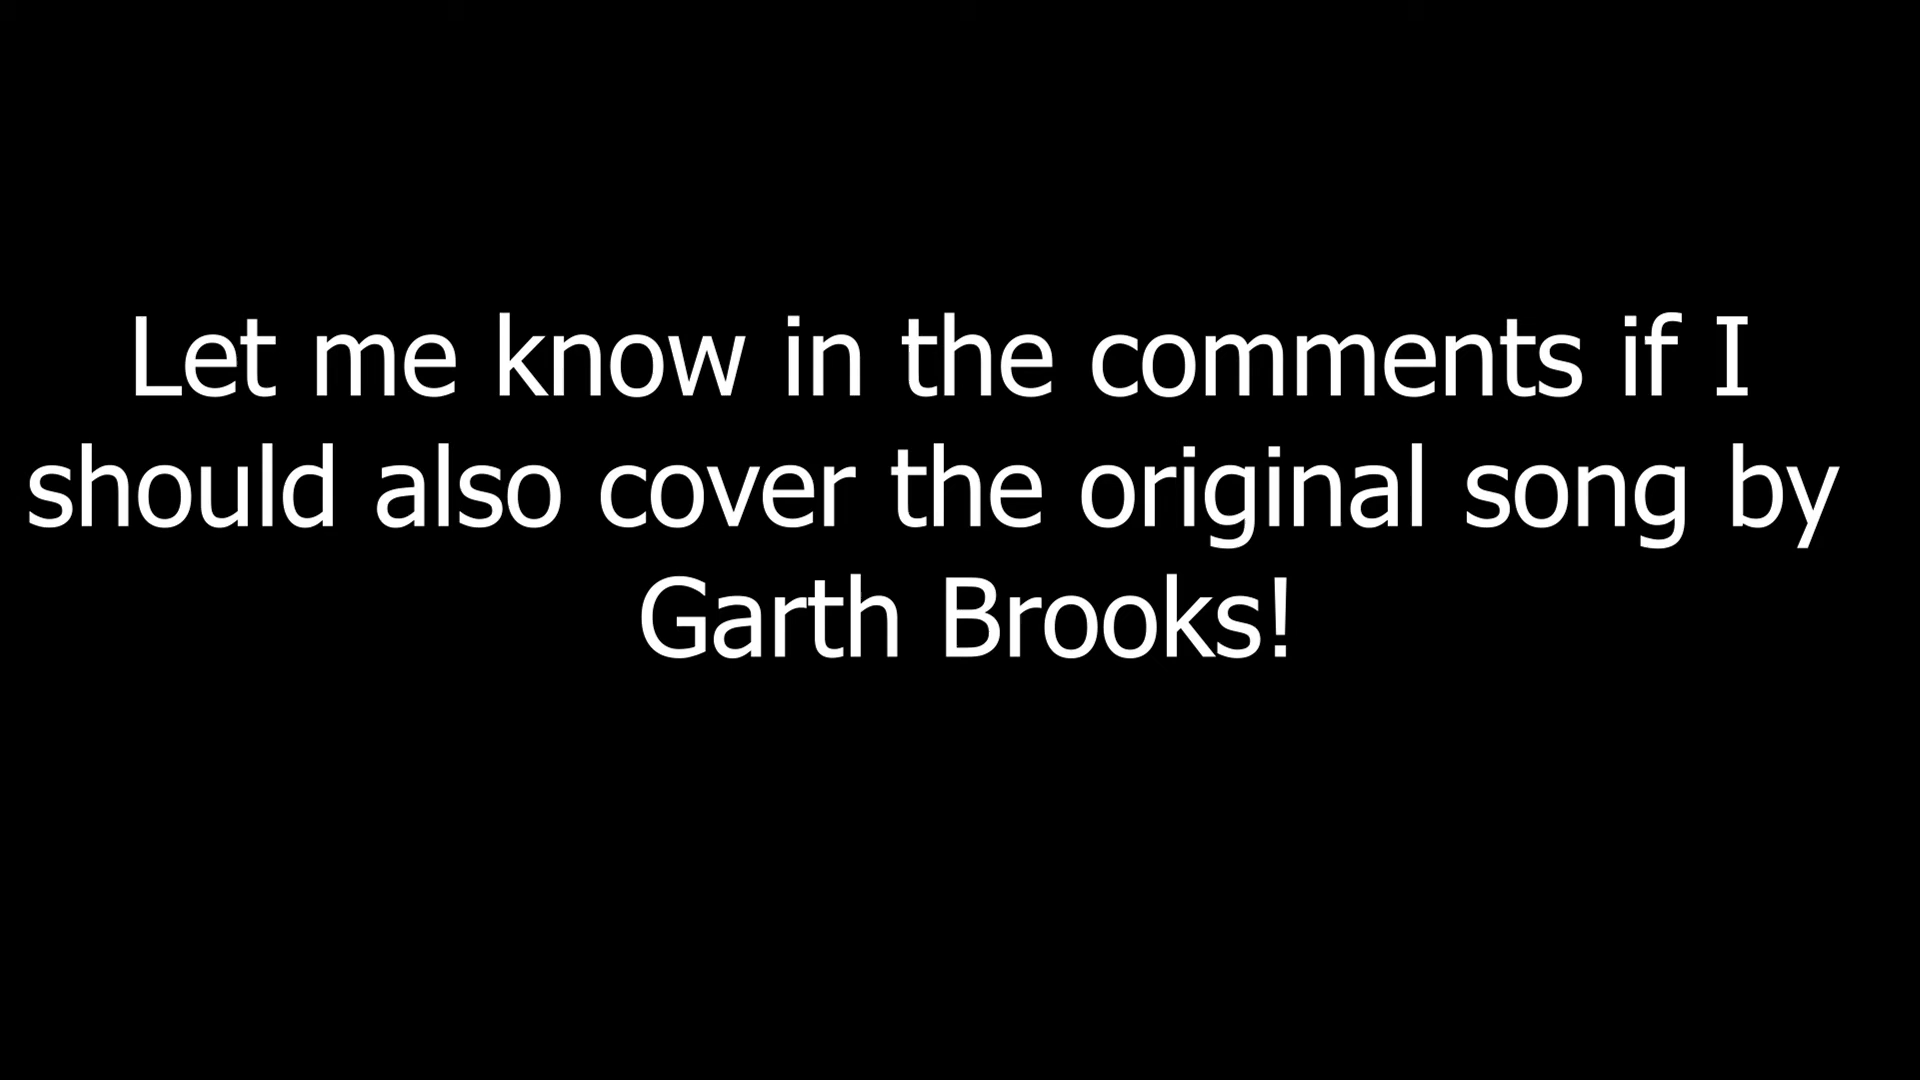 Let me know in the comments if I
should also cover the original song by
Garth Brooks!